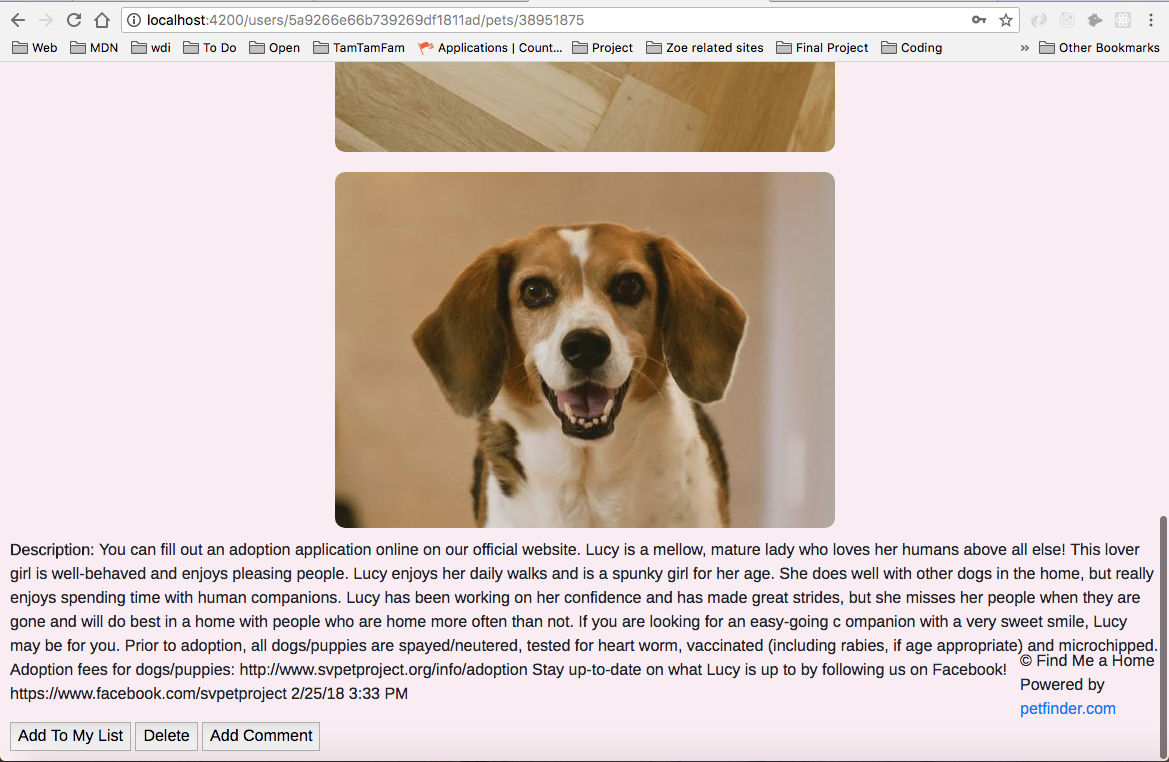 localhost:4200/users/5a9266e66b739269df1811ad/pets/38951875
Web MDN wdi To Do Open TamTamFam Applications | Count... Project Zoe related sites Final Project Coding » Other Bookmarks
Description: You can fill out an adoption application online on our official website. Lucy is a mellow, mature lady who loves her humans above all else! This lover
girl is well-behaved and enjoys pleasing people. Lucy enjoys her daily walks and is a spunky girl for her age. She does well with other dogs in the home, but really
enjoys spending time with human companions. Lucy has been working on her confidence and has made great strides, but she misses her people when they are
gone and will do best in a home with people who are home more often than not. If you are looking for an easy-going c ompanion with a very sweet smile, Lucy
may be for you. Prior to adoption, all dogs/puppies are spayed/neutered, tested for heart worm, vaccinated (including rabies, if age appropriate) and microchipped.
Adoption fees for dogs/puppies: http://www.svpetproject.org/info/adoption Stay up-to-date on what Lucy is up to by following us on Facebook!
https://www.facebook.com/svpetproject 2/25/18 3:33 PM
© Find Me a Home
Powered by
petfinder.com
Add To My List Delete Add Comment